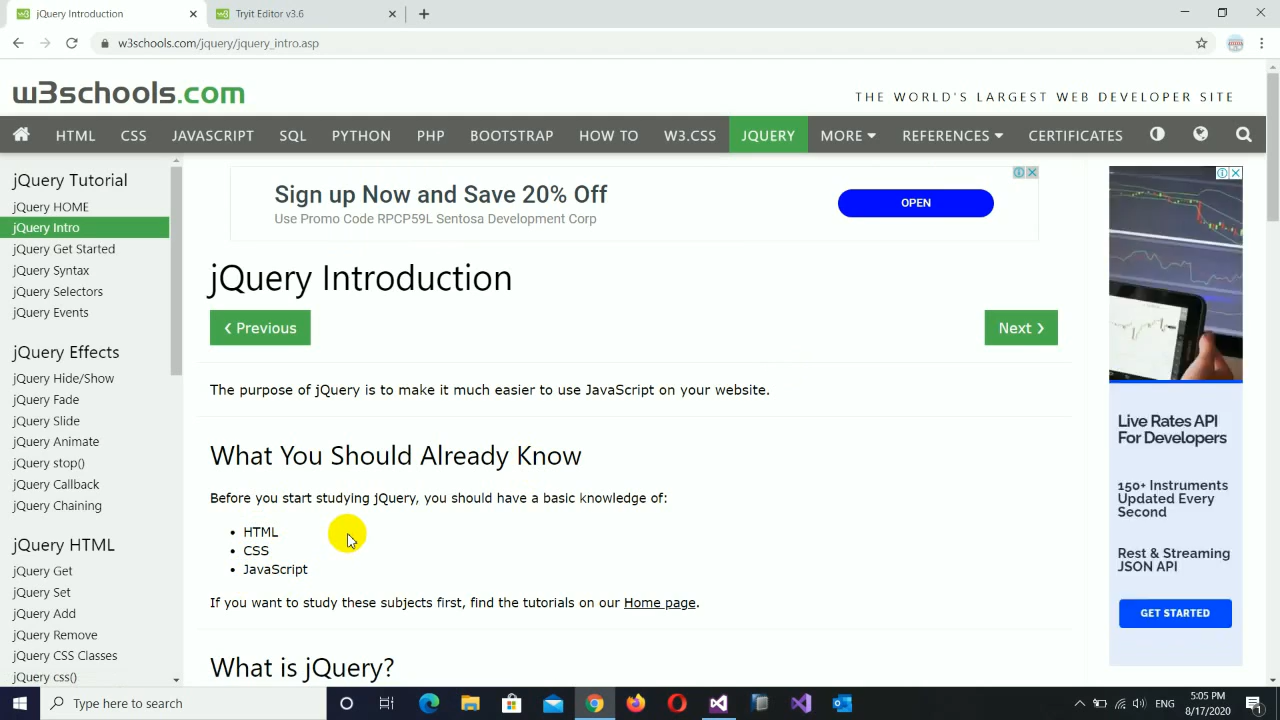 jQuery Introduction
Tryit Editor v3.6
w3schools.com/jquery/jquery_intro.asp
w3schools.com
THE WORLD'S LARGEST WEB DEVELOPER SITE
HTML CSS JAVASCRIPT SQL PYTHON PHP BOOTSTRAP HOW TO W3.CSS JQUERY MORE REFERENCES CERTIFICATES
jQuery Tutorial
jQuery HOME
jQuery Intro
jQuery Get Started
jQuery Syntax
jQuery Selectors
jQuery Events
jQuery Effects
jQuery Hide/Show
jQuery Fade
jQuery Slide
jQuery Animate
jQuery stop()
jQuery Callback
jQuery Chaining
jQuery HTML
jQuery Get
jQuery Set
jQuery Add
jQuery Remove
jQuery CSS Classes
jQuery css()
Sign up Now and Save 20% Off
Use Promo Code RPCP59L Sentosa Development Corp
OPEN
jQuery Introduction
❮ Previous
Next ❯
The purpose of jQuery is to make it much easier to use JavaScript on your website.
What You Should Already Know
Before you start studying jQuery, you should have a basic knowledge of:
• HTML
• CSS
• JavaScript
If you want to study these subjects first, find the tutorials on our Home page.
What is jQuery?
Live Rates API
For Developers
150+ Instruments
Updated Every
Second
Rest & Streaming
JSON API
GET STARTED
Type here to search
ENG
5:05 PM
8/17/2020